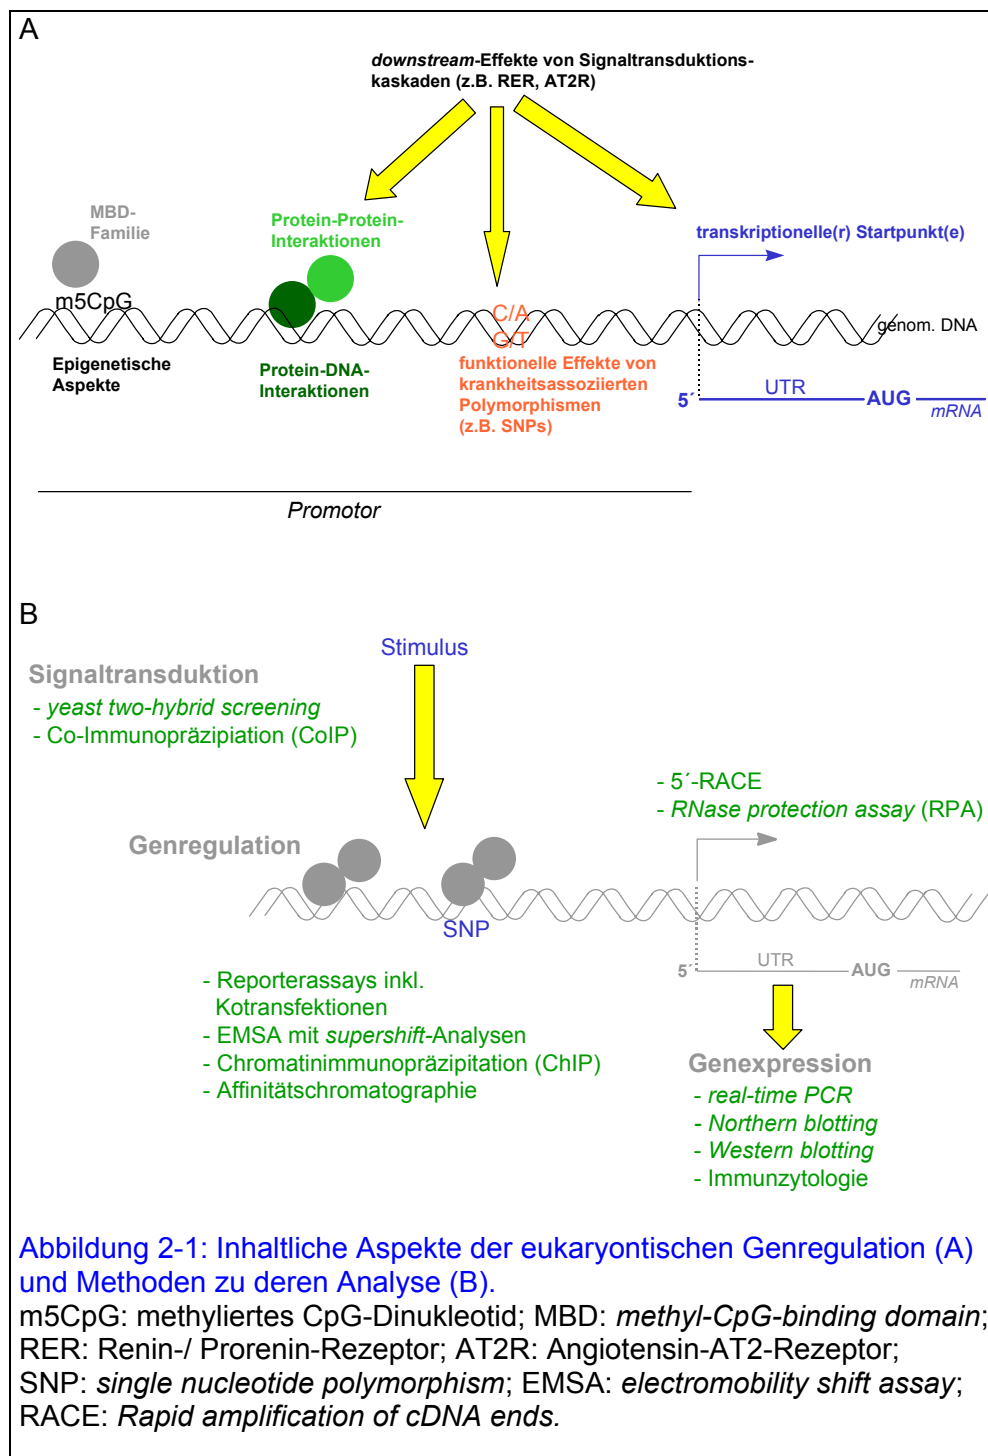 A
downstream-Effekte von Signaltransduktions-
kaskaden (z.B. RER, AT2R)
MBD-
Familie
Protein-Protein-
Interaktionen
transkriptionelle(r) Startpunkt(e)
m5CpG
C/A
G/T
genom. DNA
Epigenetische
Aspekte
Protein-DNA-
Interaktionen
funktionelle Effekte von
krankheitsassoziierten
Polymorphismen
(z.B. SNPs)
5´
UTR
AUG
mRNA
Promotor
B
Stimulus
Signaltransduktion
- yeast two-hybrid screening
- Co-Immunopräzipiation (CoIP)
- 5´-RACE
- RNase protection assay (RPA)
Genregulation
SNP
5´
UTR
AUG
mRNA
- Reporterassays inkl.
Kotransfektionen
- EMSA mit supershift-Analysen
- Chromatinimmunopräzipitation (ChIP)
- Affinitätschromatographie
Genexpression
- real-time PCR
- Northern blotting
- Western blotting
- Immunzytologie
Abbildung 2-1: Inhaltliche Aspekte der eukaryontischen Genregulation (A)
und Methoden zu deren Analyse (B).
m5CpG: methyliertes CpG-Dinukleotid; MBD: methyl-CpG-binding domain;
RER: Renin-/ Prorenin-Rezeptor; AT2R: Angiotensin-AT2-Rezeptor;
SNP: single nucleotide polymorphism; EMSA: electromobility shift assay;
RACE: Rapid amplification of cDNA ends.